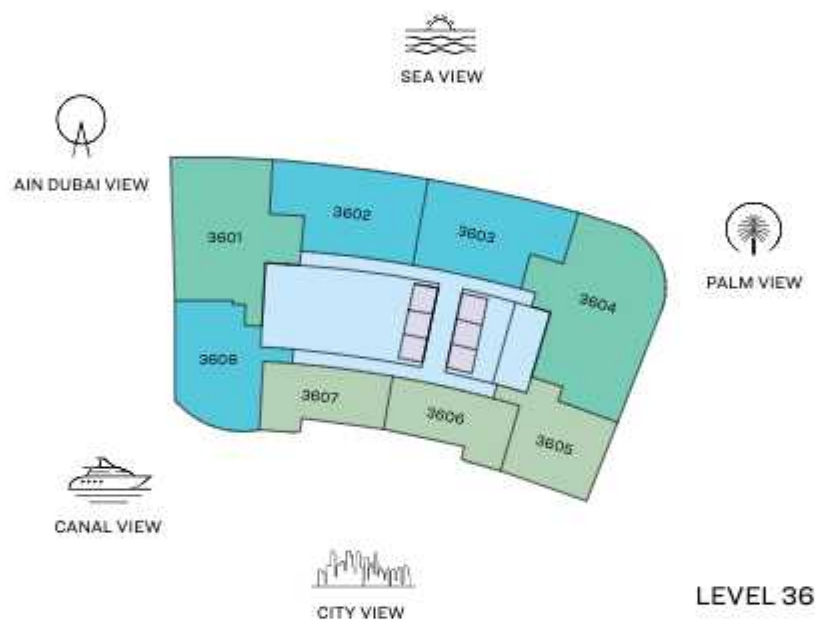 SEA VIEW
AIN DUBAI VIEW
3602
3601
3603
PALM VIEW
3604
3608
3607
3606
3605
CANAL VIEW
CITY VIEW
LEVEL 36